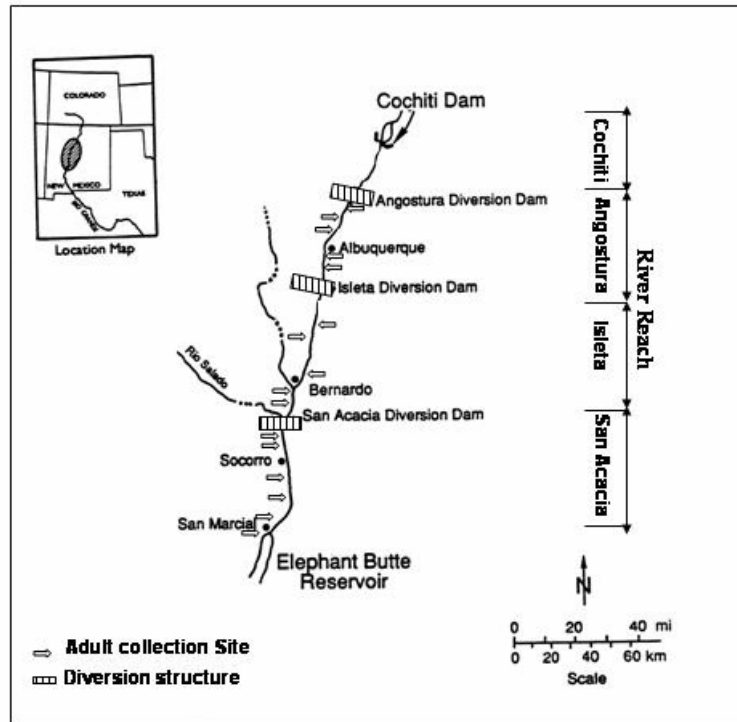 COLORADO
NEW MEXICO
TEXAS
RIO GRANDE
Location Map
Cochiti Dam
Angostura Diversion Dam
Albuquerque
Isleta Diversion Dam
Rio Salado
Bernardo
San Acacia Diversion Dam
Socorro
San Marcial
Elephant Butte
Reservoir
Cochiti
Angostura
Isleta
San Acacia
River Reach
N
0 20 40 mi
0 20 40 60 km
Scale
Adult collection Site
Diversion structure